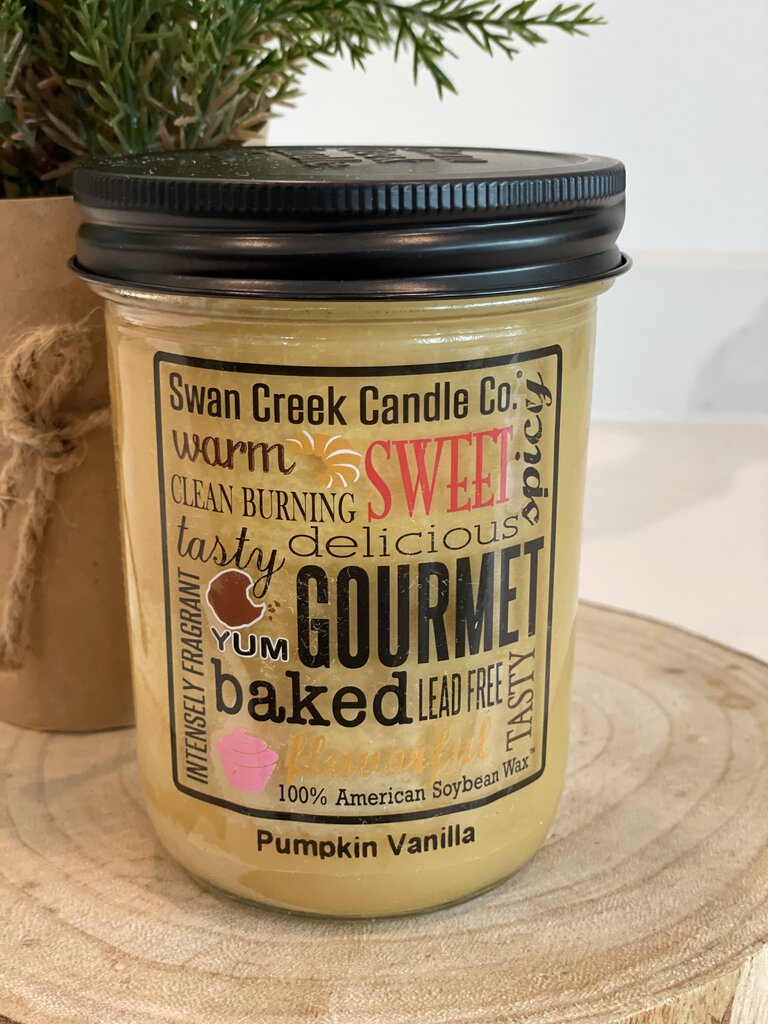 Swan Creek Candle Co.
warm
SWEET
spicy
CLEAN BURNING
tasty
delicious
INTENSELY FRAGRANT
YUM
GOURMET
baked
LEAD FREE
TASTY
flavorful
100% American Soybean Wax™
Pumpkin Vanilla